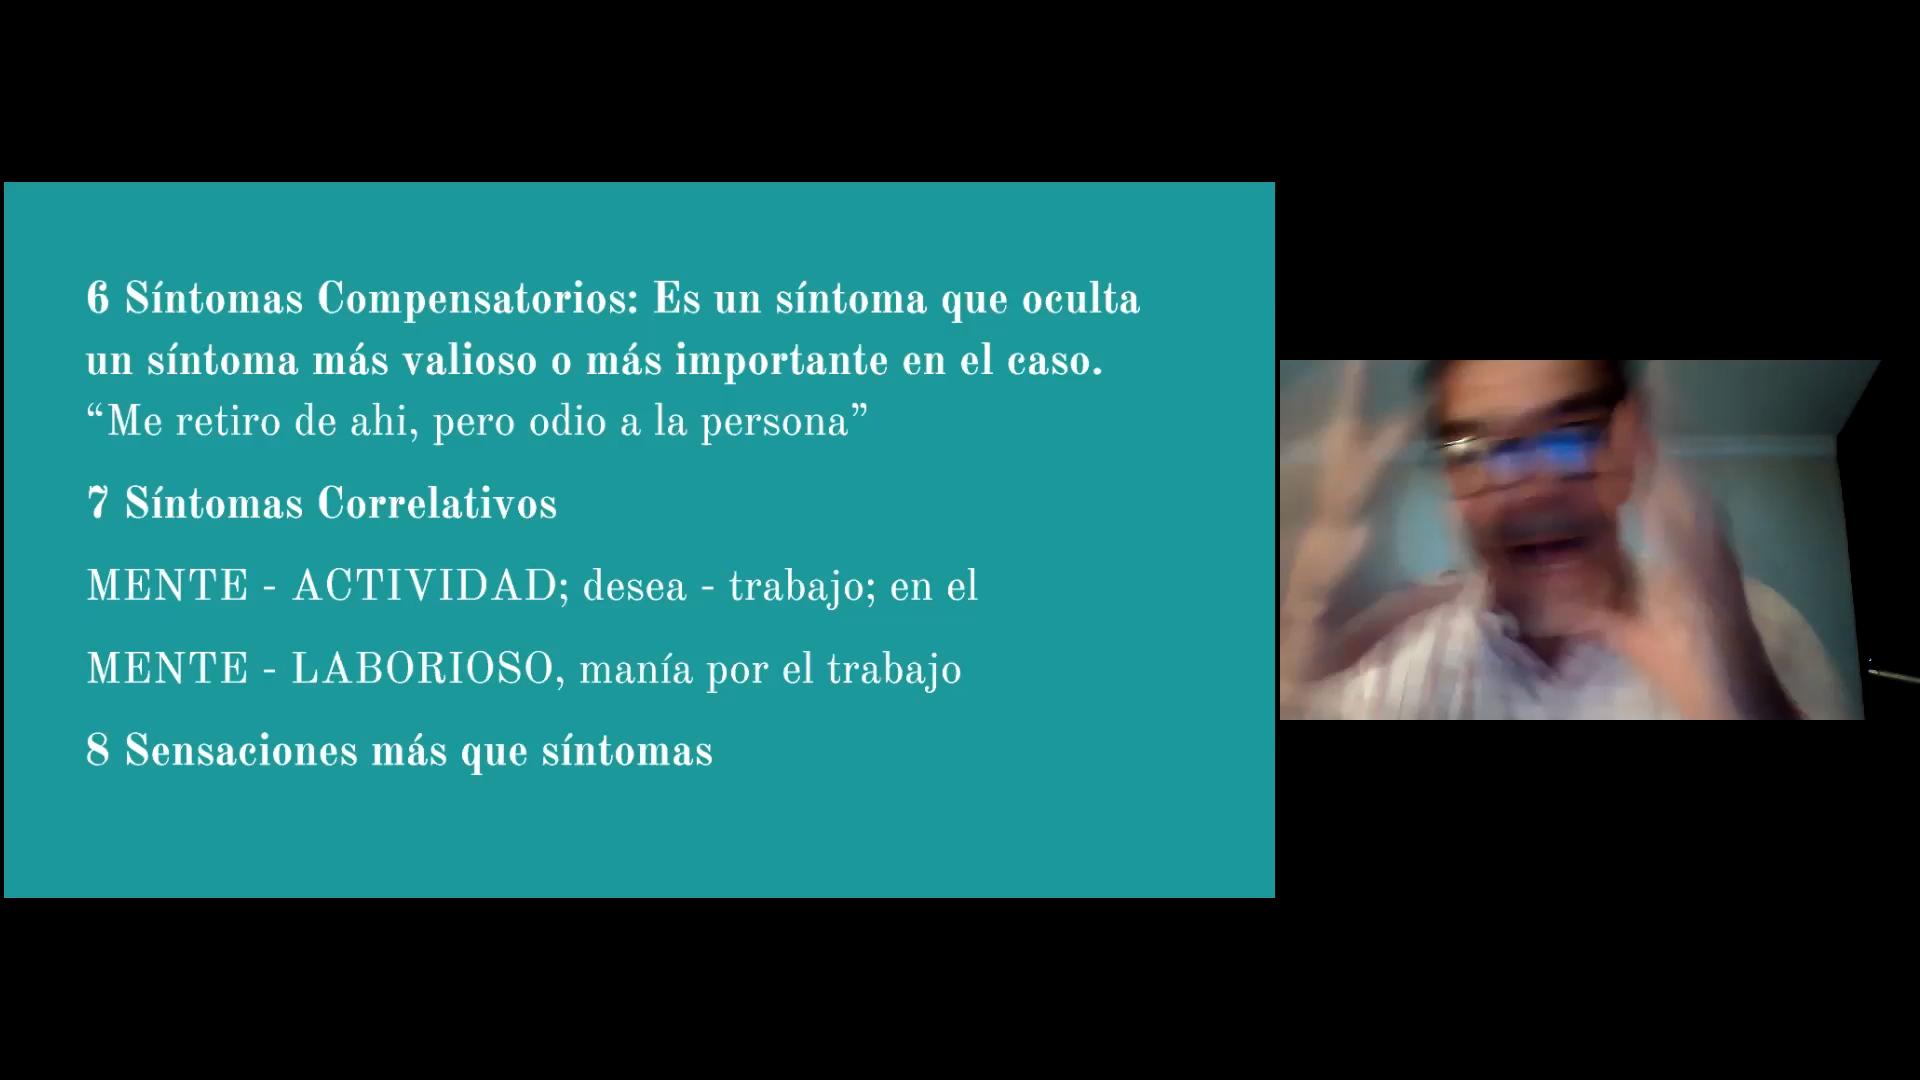 6 Síntomas Compensatorios: Es un síntoma que oculta
un síntoma más valioso o más importante en el caso.
“Me retiro de ahi, pero odio a la persona”
7 Síntomas Correlativos
MENTE - ACTIVIDAD; desea - trabajo; en el
MENTE - LABORIOSO, manía por el trabajo
8 Sensaciones más que síntomas